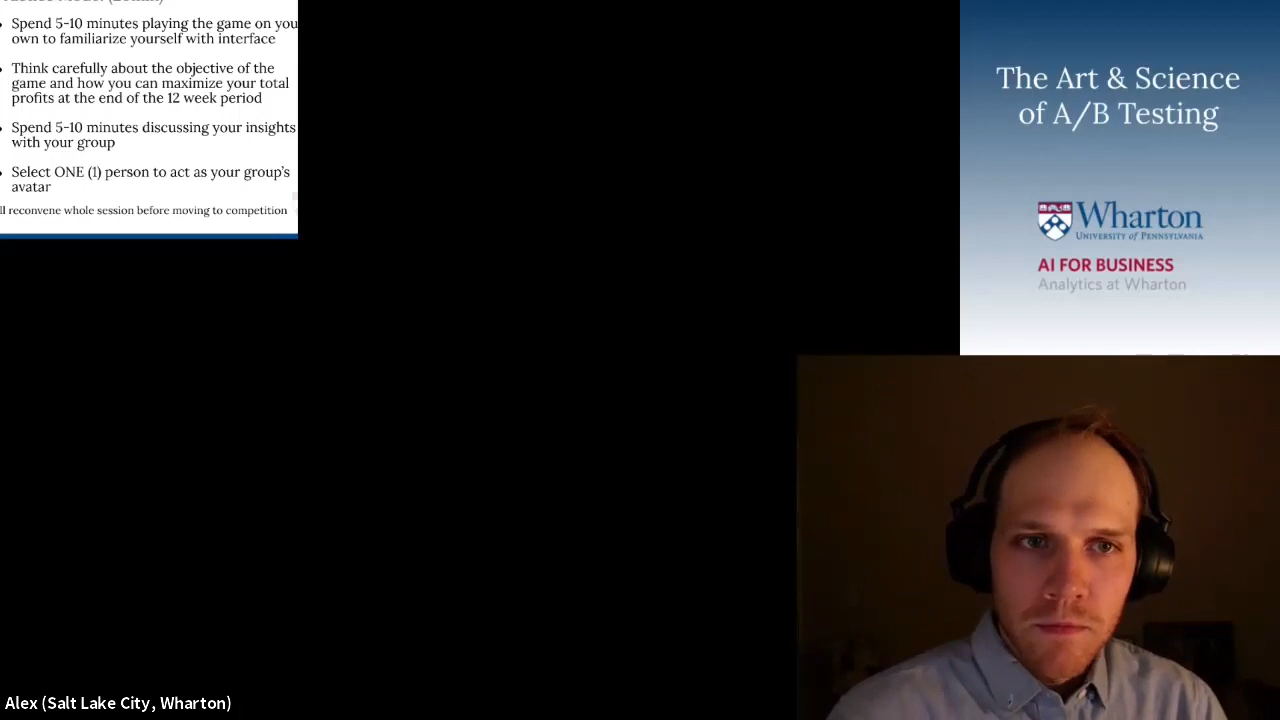 Spend 5-10 minutes playing the game on you
own to familiarize yourself with interface
Think carefully about the objective of the
game and how you can maximize your total
profits at the end of the 12 week period
Spend 5-10 minutes discussing your insights
with your group
Select ONE (1) person to act as your group's
avatar
ll reconvene whole session before moving to competition
The Art & Science
of A/B Testing
Wharton
UNIVERSITY of PENNSYLVANIA
AI FOR BUSINESS
Analytics at Wharton
Alex (Salt Lake City, Wharton)